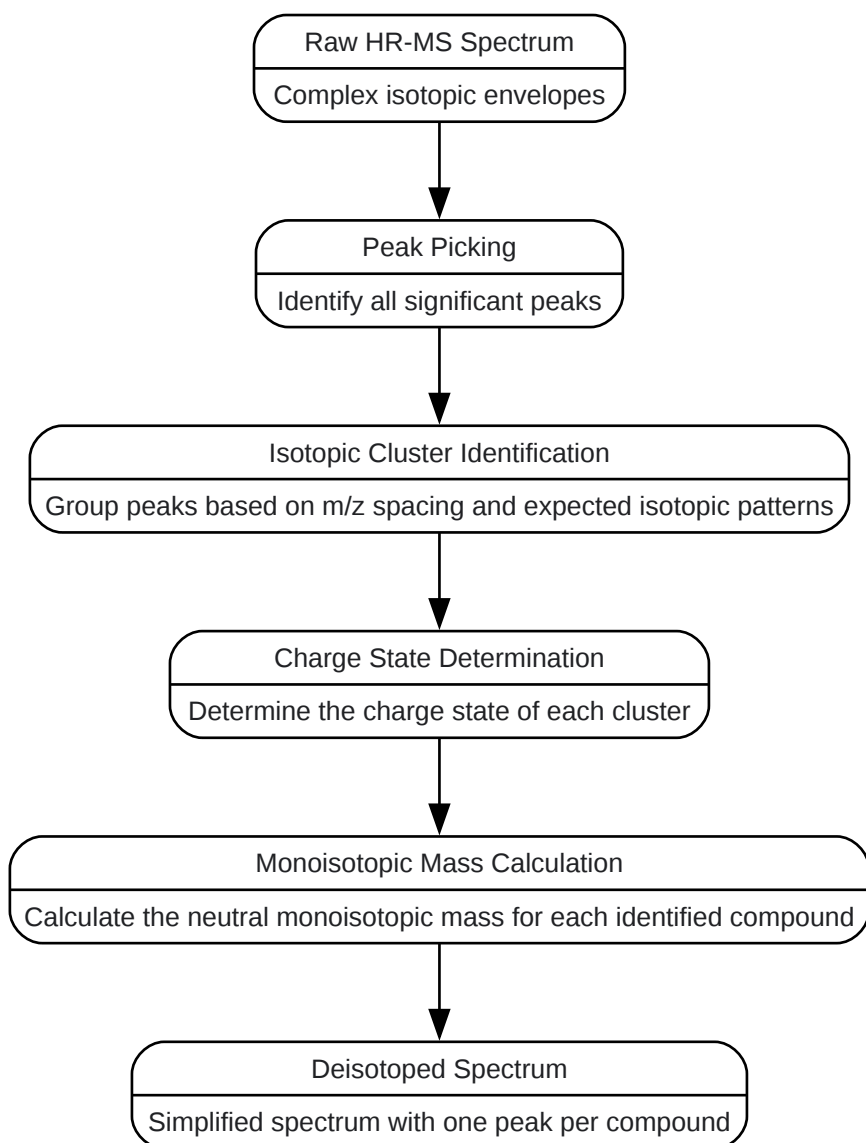 Raw HR-MS Spectrum
Complex isotopic envelopes
Peak Picking
Identify all significant peaks
Isotopic Cluster Identification
Group peaks based on m/z spacing and expected isotopic patterns
Charge State Determination
Determine the charge state of each cluster
Monoisotopic Mass Calculation
Calculate the neutral monoisotopic mass for each identified compound
Deisotoped Spectrum
Simplified spectrum with one peak per compound